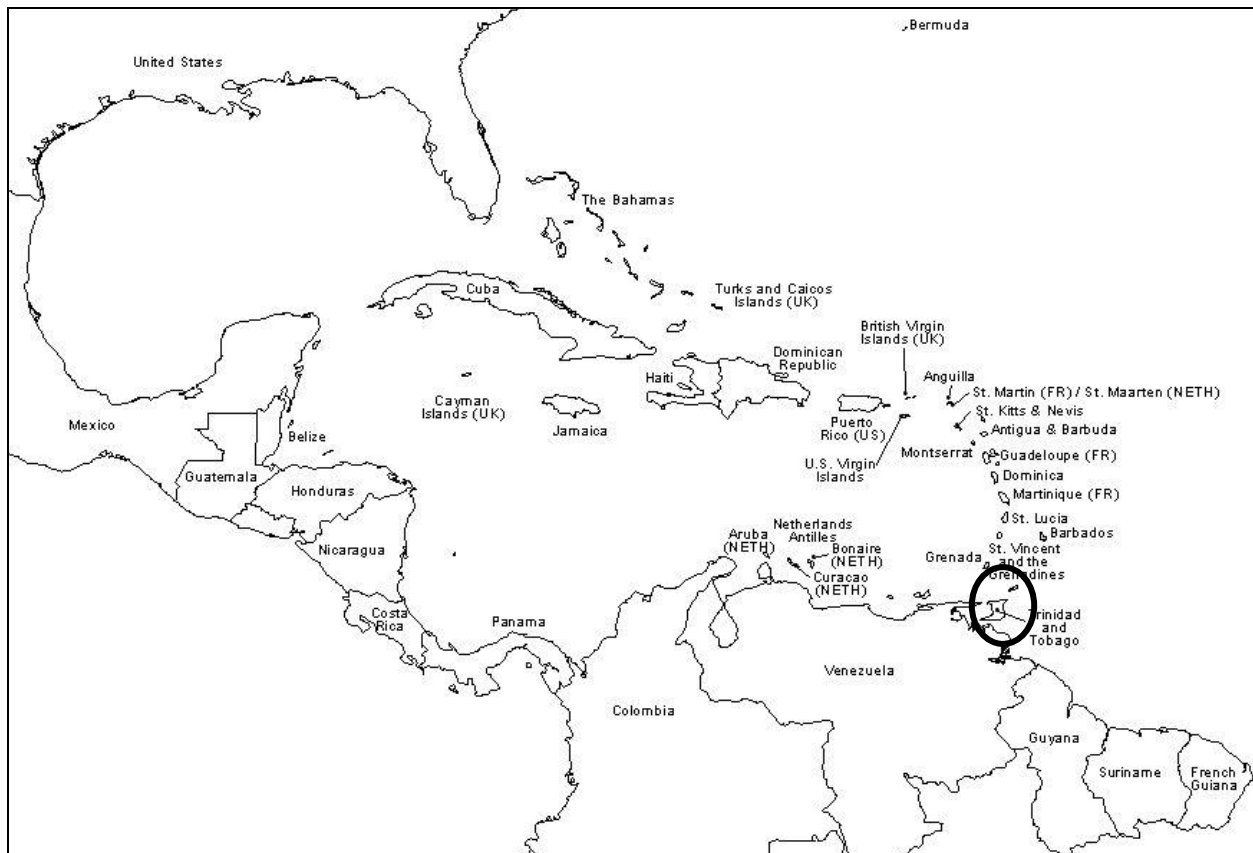 Bermuda
United States
The Bahamas
Cuba
Turks and Caicos
Islands (UK)
British Virgin
Islands (UK)
Dominican
Republic
Haiti
Anguilla
St. Martin (FR) / St. Maarten (NETH)
St. Kitts & Nevis
Cayman
Islands (UK)
Jamaica
Puerto
Rico (US)
Antigua & Barbuda
Mexico
Belize
Montserrat
Guadeloupe (FR)
U.S. Virgin
Islands
Guatemala
Dominica
Honduras
Martinique (FR)
St. Lucia
Barbados
Nicaragua
Aruba
(NETH)
Netherlands
Antilles
Bonaire
(NETH)
Curacao
(NETH)
Grenada
St. Vincent
and the
Grenadines
Costa
Rica
Panama
Trinidad
and
Tobago
Venezuela
Colombia
Guyana
Suriname
French
Guiana